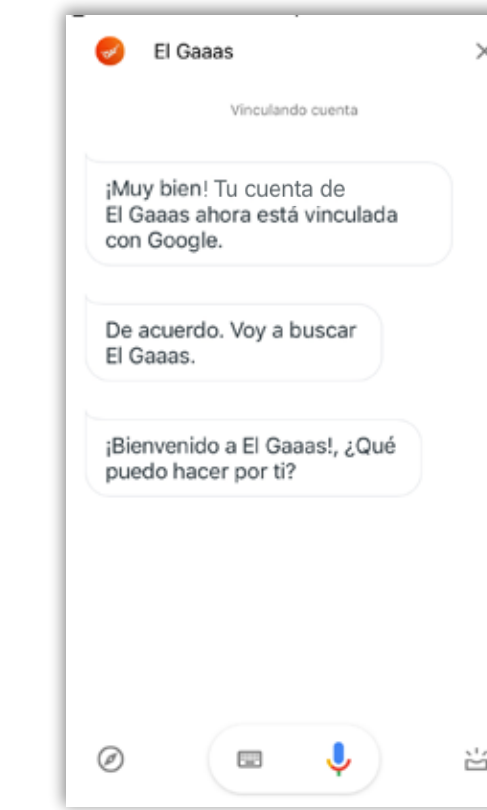 El Gaaas
Vinculando cuenta
¡Muy bien! Tu cuenta de
El Gaaas ahora está vinculada
con Google.
De acuerdo. Voy a buscar
El Gaaas.
¡Bienvenido a El Gaaas!, ¿Qué
puedo hacer por ti?